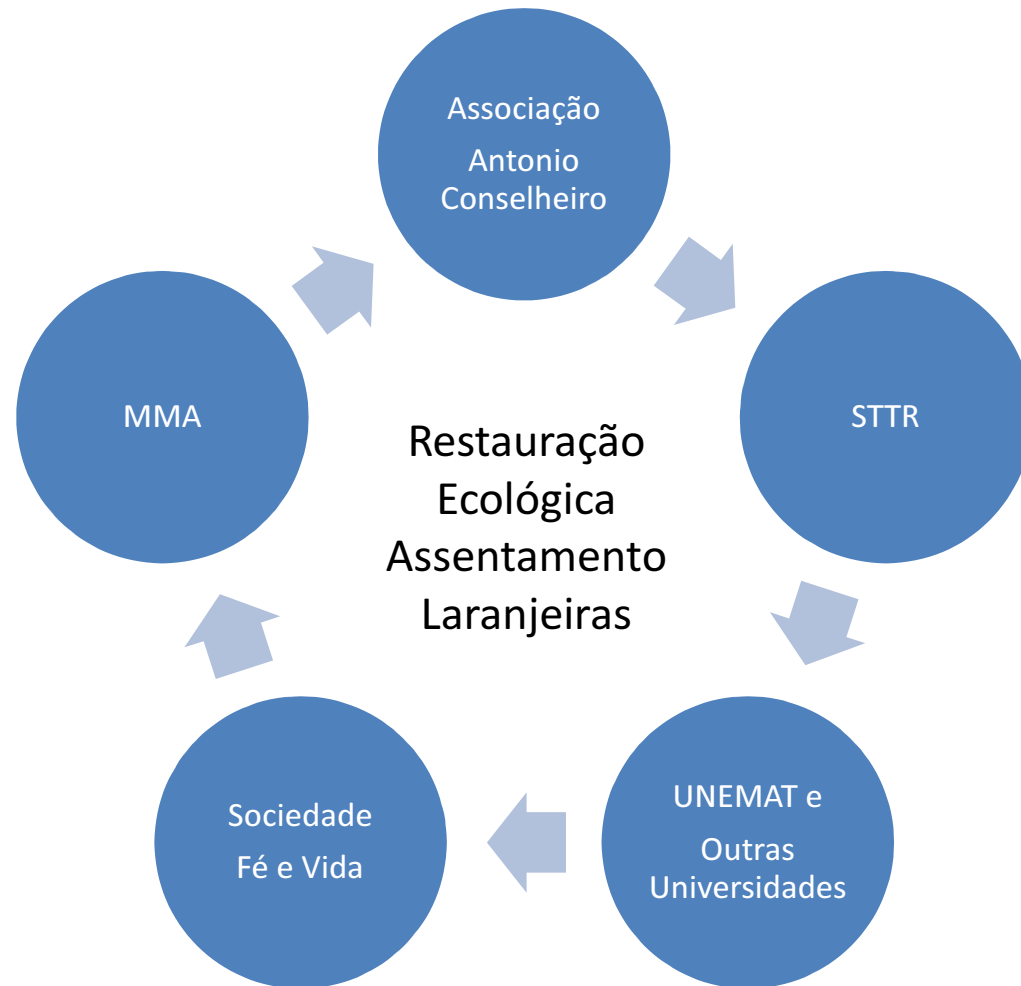 Associação
Antonio
Conselheiro
MMA
STTR
Restauração
Ecológica
Assentamento
Laranjeiras
Sociedade
Fé e Vida
UNEMAT e
Outras
Universidades